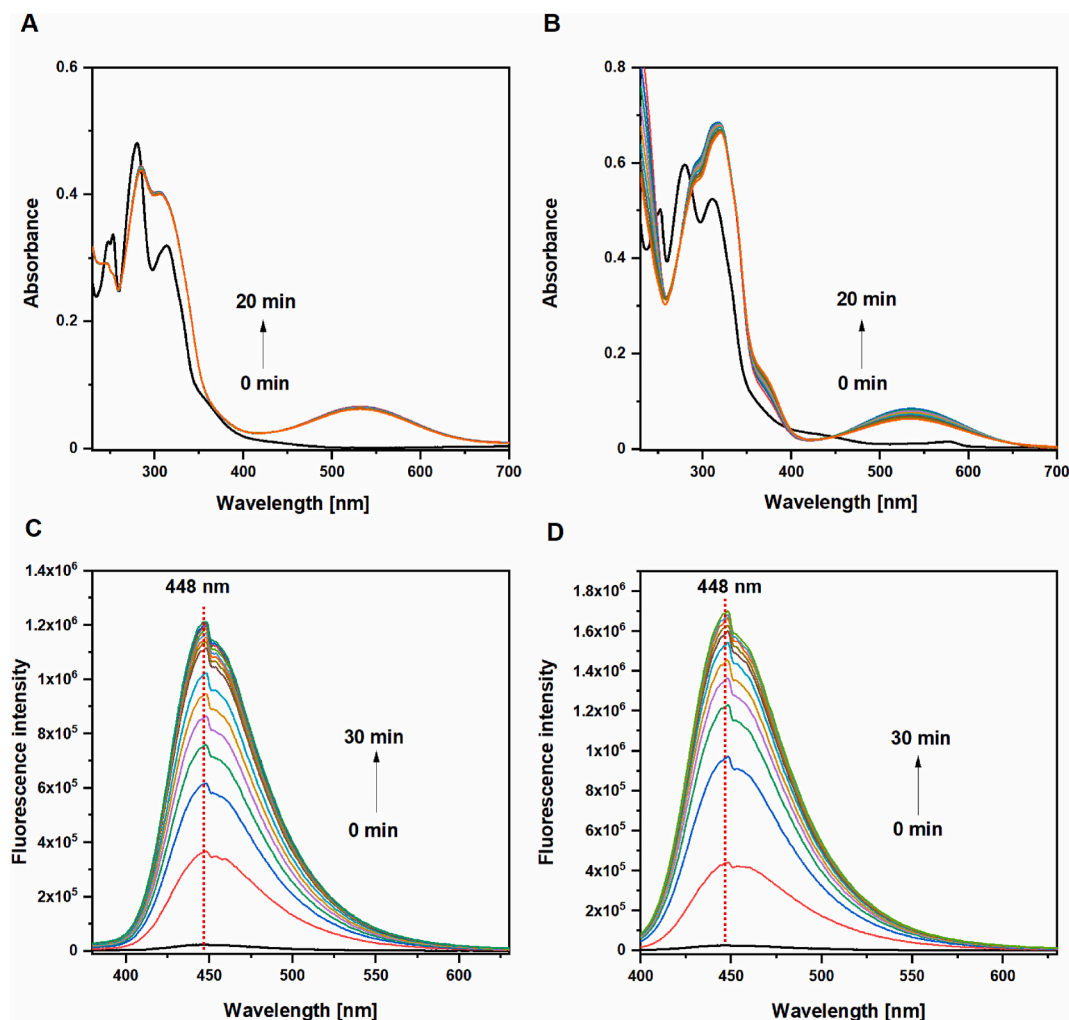 A
B
0.6
0.4
0.2
0
Absorbance
20 min
0 min
300
400
500
600
700
Wavelength [nm]
0.8
0.6
0.4
0.2
0
Absorbance
20 min
0 min
300
400
500
600
700
Wavelength [nm]
C
D
1.4x10⁶
1.2x10⁶
1x10⁶
8x10⁵
6x10⁵
4x10⁵
2x10⁵
0
Fluorescence intensity
448 nm
30 min
0 min
400
450
500
550
600
Wavelength [nm]
1.8x10⁶
1.6x10⁶
1.4x10⁶
1.2x10⁶
1x10⁶
8x10⁵
6x10⁵
4x10⁵
2x10⁵
0
Fluorescence intensity
448 nm
30 min
0 min
400
450
500
550
600
Wavelength [nm]